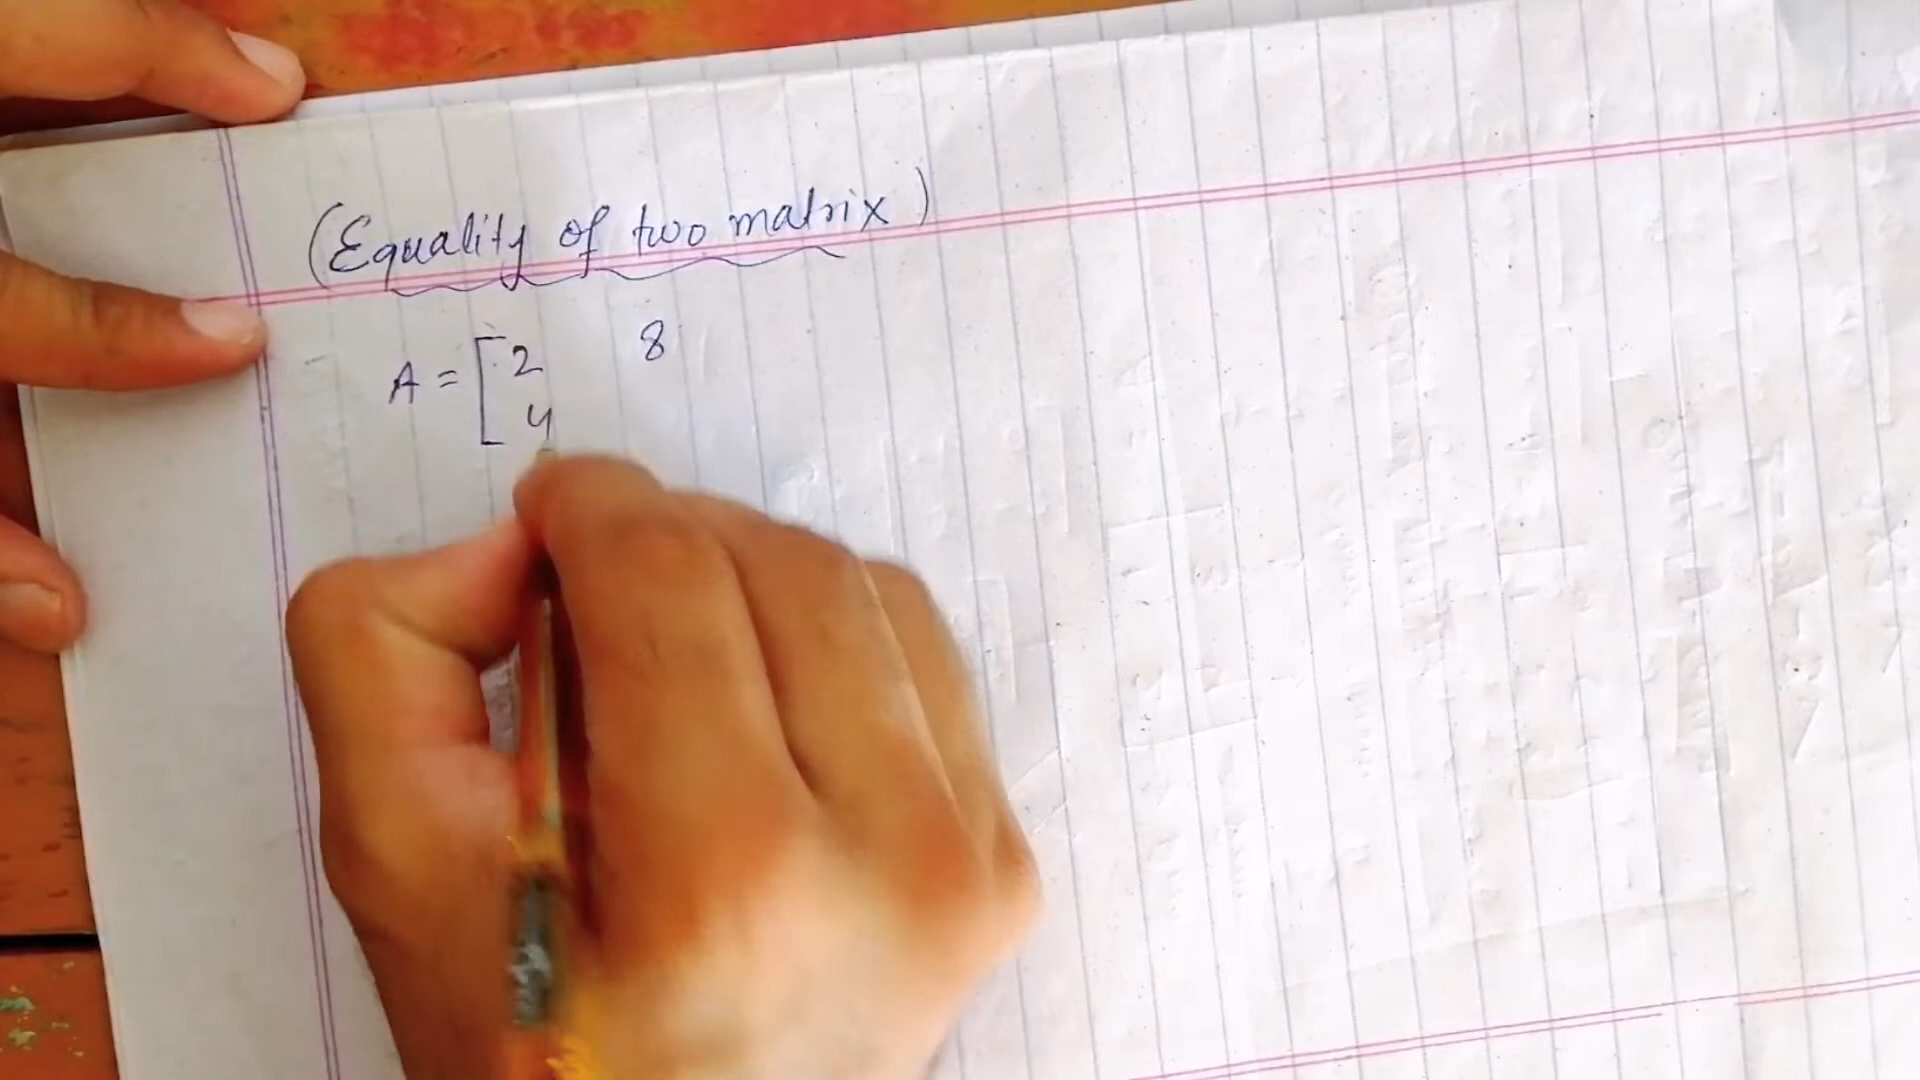 (Equality of two matrix)
A = [2 8
4